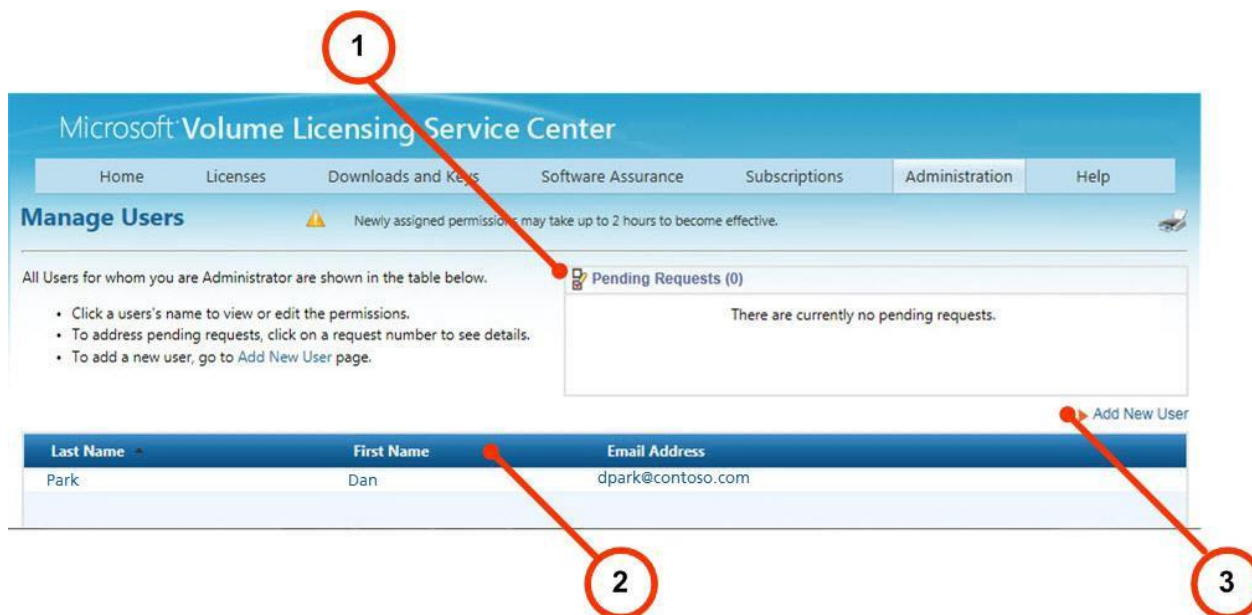 1
Microsoft Volume Licensing Service Center
Home Licenses Downloads and Keys Software Assurance Subscriptions Administration Help
Manage Users
Newly assigned permissions may take up to 2 hours to become effective.
All Users for whom you are Administrator are shown in the table below.
• Click a users's name to view or edit the permissions.
• To address pending requests, click on a request number to see details.
• To add a new user, go to Add New User page.
Pending Requests (0)
There are currently no pending requests.
Add New User
Last Name First Name Email Address
Park Dan dpark@contoso.com
2
3